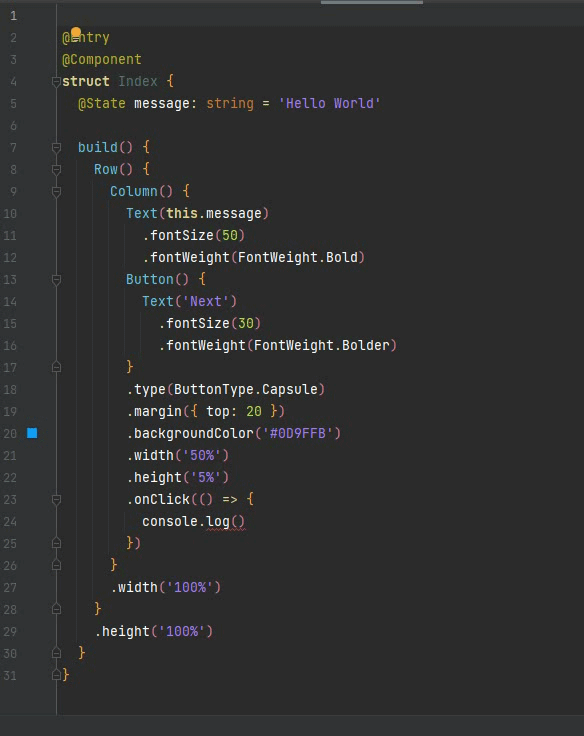 1
2 @Entry
3 @Component
4 struct Index {
5 @State message: string = 'Hello World'
6
7 build() {
8 Row() {
9 Column() {
10 Text(this.message)
11 .fontSize(50)
12 .fontWeight(FontWeight.Bold)
13 Button() {
14 Text('Next')
15 .fontSize(30)
16 .fontWeight(FontWeight.Bolder)
17 }
18 .type(ButtonType.Capsule)
19 .margin({ top: 20 })
20 .backgroundColor('#0D9FFB')
21 .width('50%')
22 .height('5%')
23 .onClick(() => {
24 console.log()
25 })
26 }
27 .width('100%')
28 }
29 .height('100%')
30 }
31 }